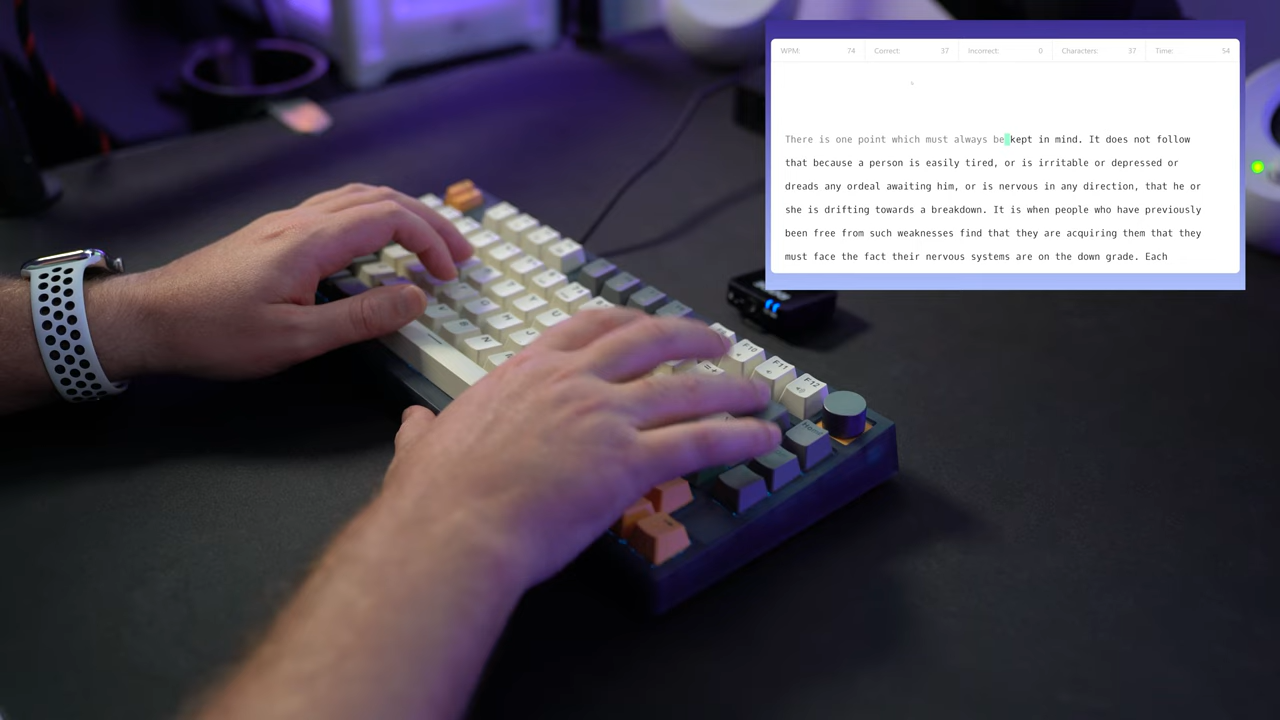 WPM: 74 Correct: 37 Incorrect: 0 Characters: 37 Time: 54
There is one point which must always be kept in mind. It does not follow
that because a person is easily tired, or is irritable or depressed or
dreads any ordeal awaiting him, or is nervous in any direction, that he or
she is drifting towards a breakdown. It is when people who have previously
been free from such weaknesses find that they are acquiring them that they
must face the fact their nervous systems are on the down grade. Each
F10
F11
F12
Home
N
M
U